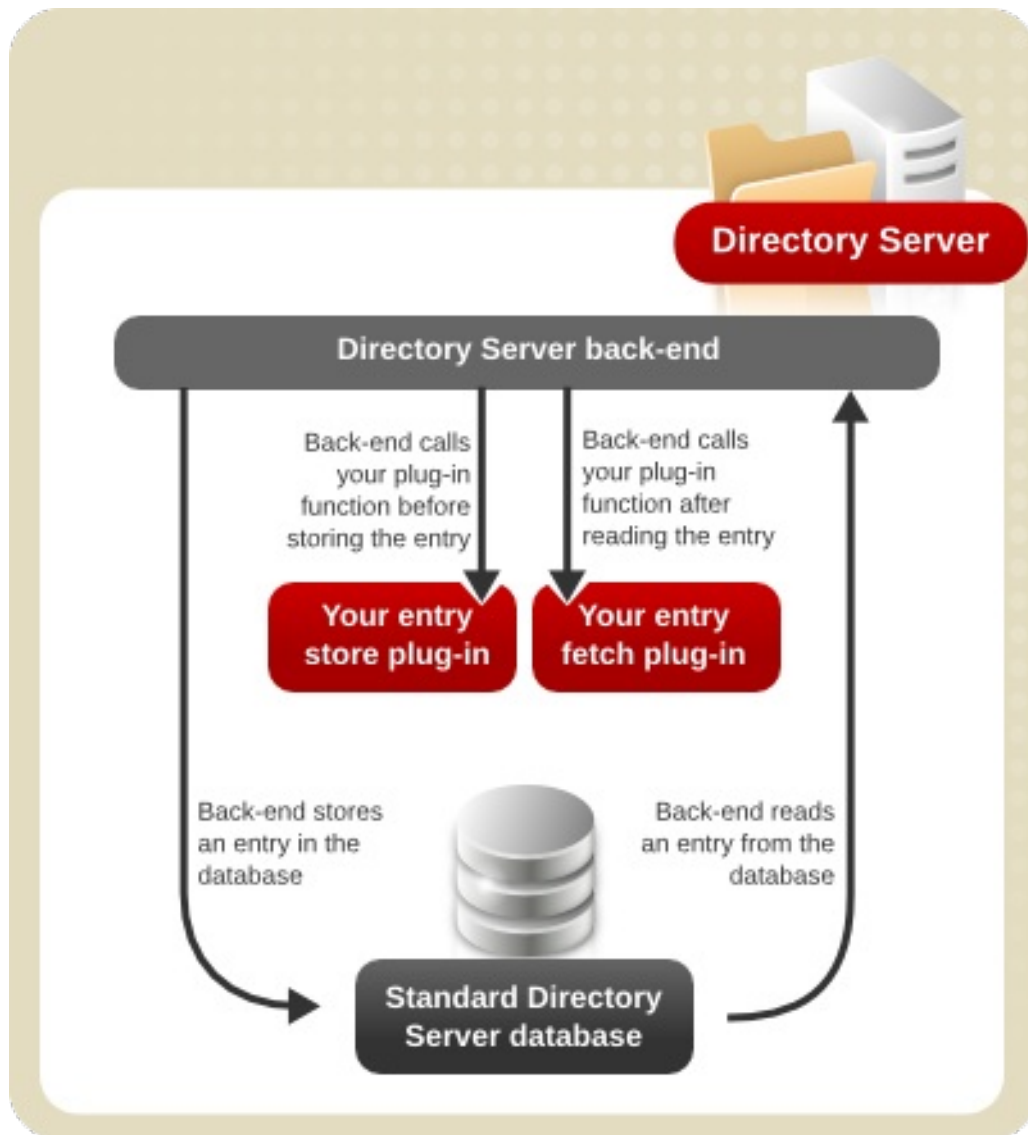 Directory Server
Directory Server back-end
Back-end calls
your plug-in
function before
storing the entry
Back-end calls
your plug-in
function after
reading the entry
Your entry
store plug-in
Your entry
fetch plug-in
Back-end stores
an entry in the
database
Back-end reads
an entry from the
database
Standard Directory
Server database